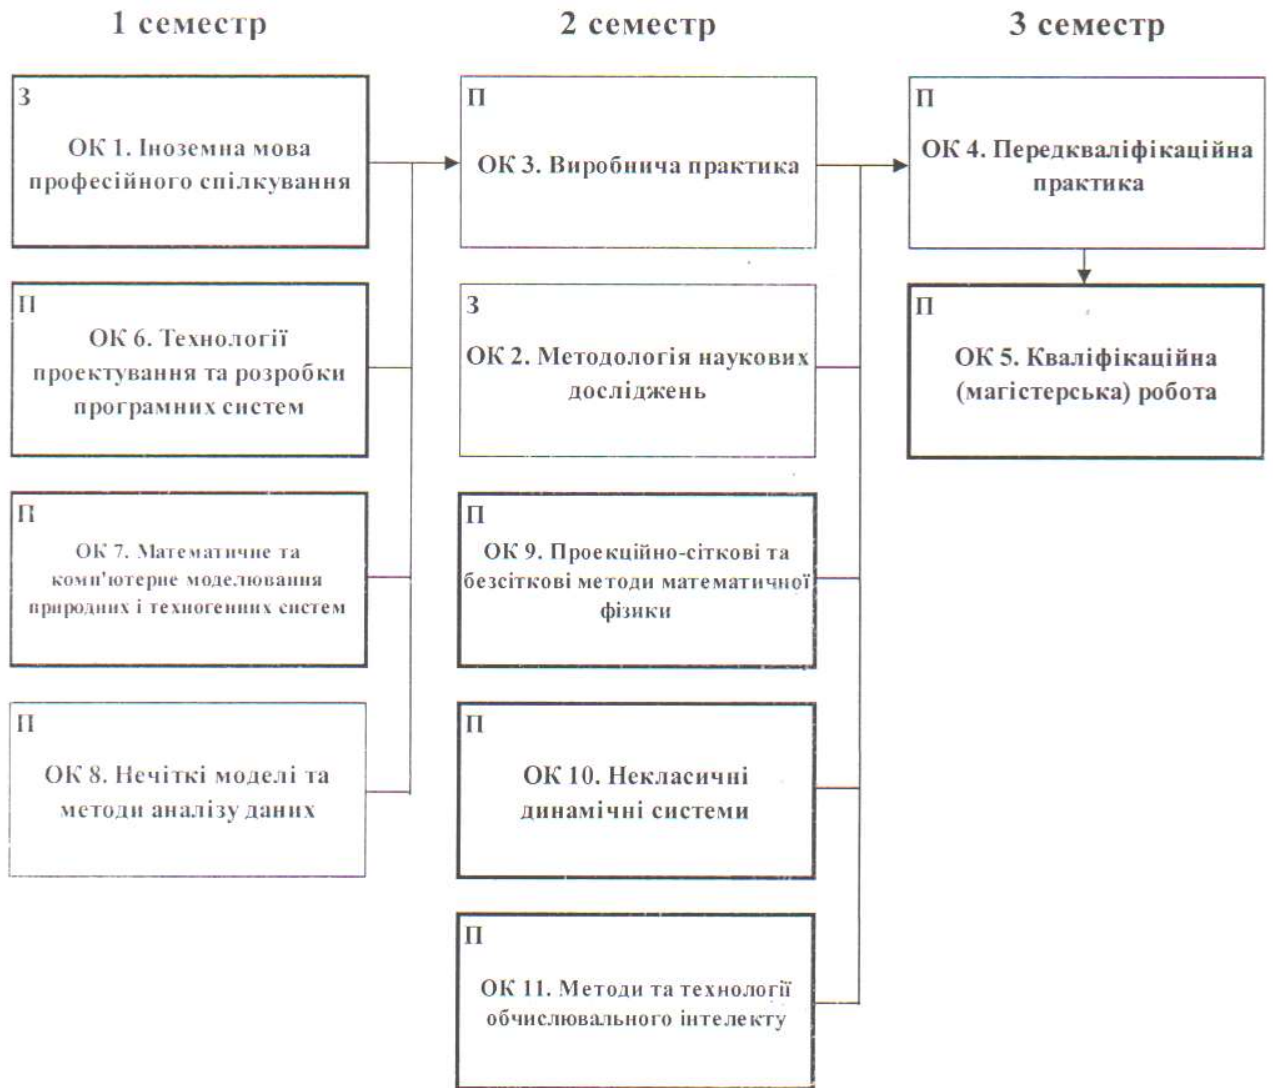 1 семестр
2 семестр
3 семестр
З
ОК 1. Іноземна мова
професійного спілкування
П
ОК 6. Технології
проектування та розробки
програмних систем
П
ОК 7. Математичне та
комп'ютерне моделювання
природних і техногенних систем
П
ОК 8. Нечіткі моделі та
методи аналізу даних
П
ОК 3. Виробнича практика
З
ОК 2. Методологія наукових
досліджень
П
ОК 9. Проекційно-сіткові та
безсіткові методи математичної
фізики
П
ОК 10. Некласичні
динамічні системи
П
ОК 11. Методи та технології
обчислювального інтелекту
П
ОК 4. Передкваліфікаційна
практика
П
ОК 5. Кваліфікаційна
(магістерська) робота